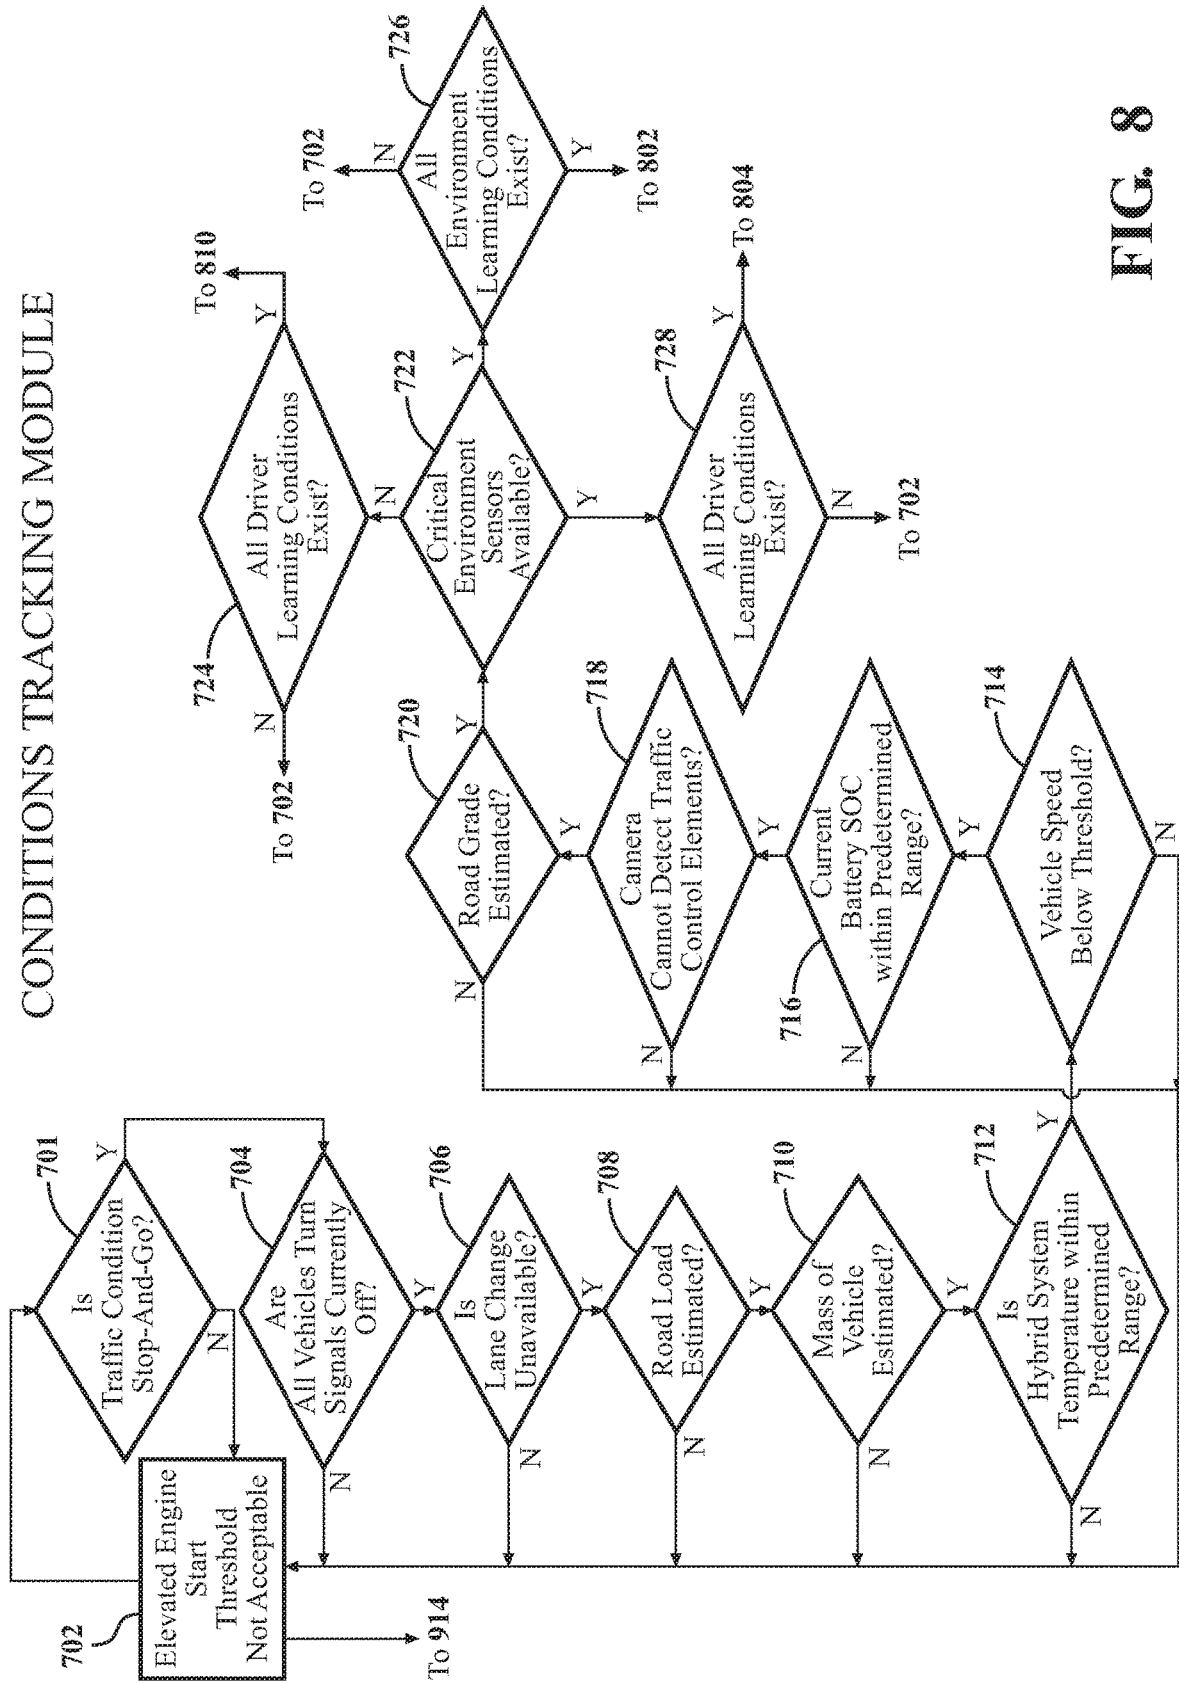 CONDITIONS TRACKING MODULE
702
Elevated Engine
Start
Threshold
Not Acceptable
To 914
701
Is
Traffic Condition
Stop-And-Go?
Y
N
704
Are
All Vehicles Turn
Signals Currently
Off?
N
Y
706
Is
Lane Change
Unavailable?
N
Y
708
Road Load
Estimated?
N
Y
710
Mass of
Vehicle
Estimated?
N
Y
712
Is
Hybrid System
Temperature within
Predetermined
Range?
N
Y
714
Vehicle Speed
Below Threshold?
N
Y
716
Current
Battery SOC
within Predetermined
Range?
N
Y
718
Camera
Cannot Detect Traffic
Control Elements?
N
Y
720
Road Grade
Estimated?
N
Y
722
Critical
Environment
Sensors
Available?
N
Y
Y
724
All Driver
Learning Conditions
Exist?
N
To 702
Y
To 810
726
All
Environment
Learning Conditions
Exist?
N
To 702
Y
To 802
728
All Driver
Learning Conditions
Exist?
Y
To 804
N
To 702
FIG. 8